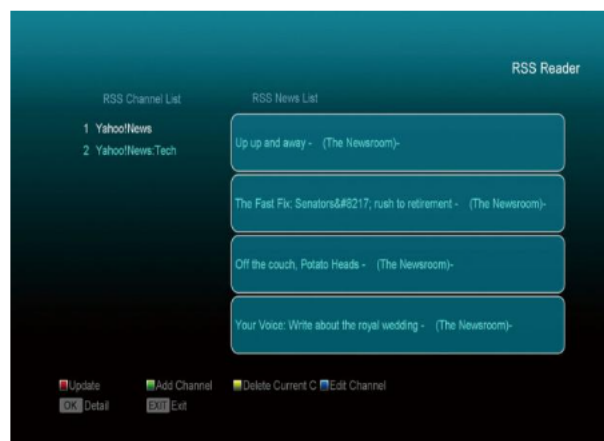 RSS Reader
RSS Channel List
RSS News List
1 Yahoo!News
2 Yahoo!News:Tech
Up up and away - (The Newsroom)-
The Fast Fix: Senators&#8217; rush to retirement - (The Newsroom)-
Off the couch, Potato Heads - (The Newsroom)-
Your Voice: Write about the royal wedding - (The Newsroom)-
Update Add Channel Delete Current C Edit Channel
OK Detail EXIT Exit